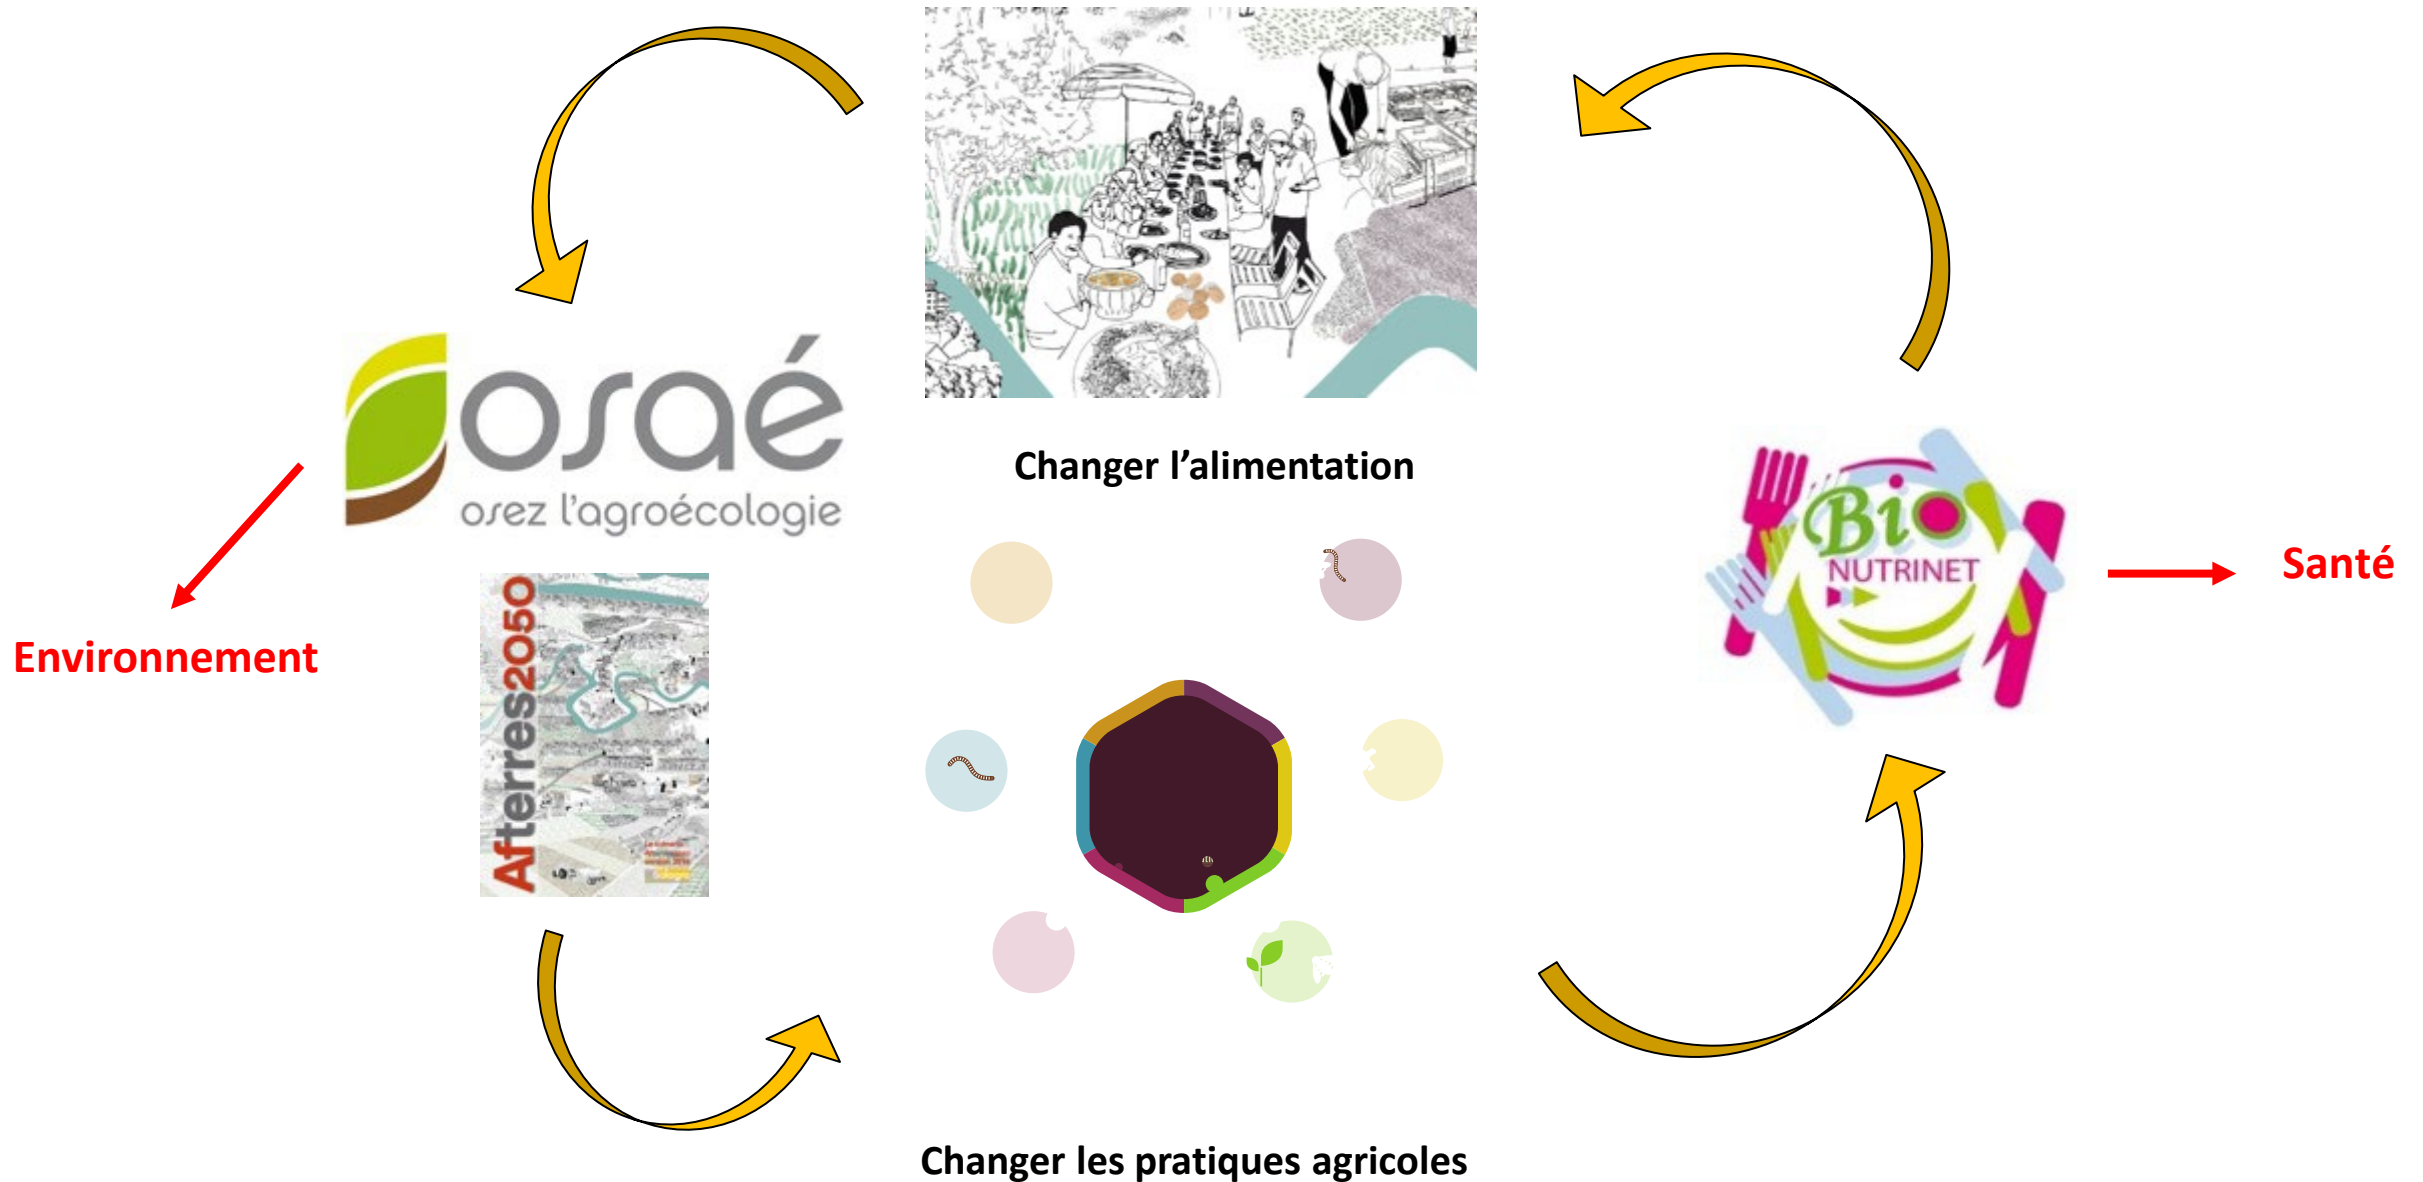 osaé
osez l'agroécologie
Changer l’alimentation
Bio
NUTRINET
Santé
Environnement
Afterres2050
Changer les pratiques agricoles